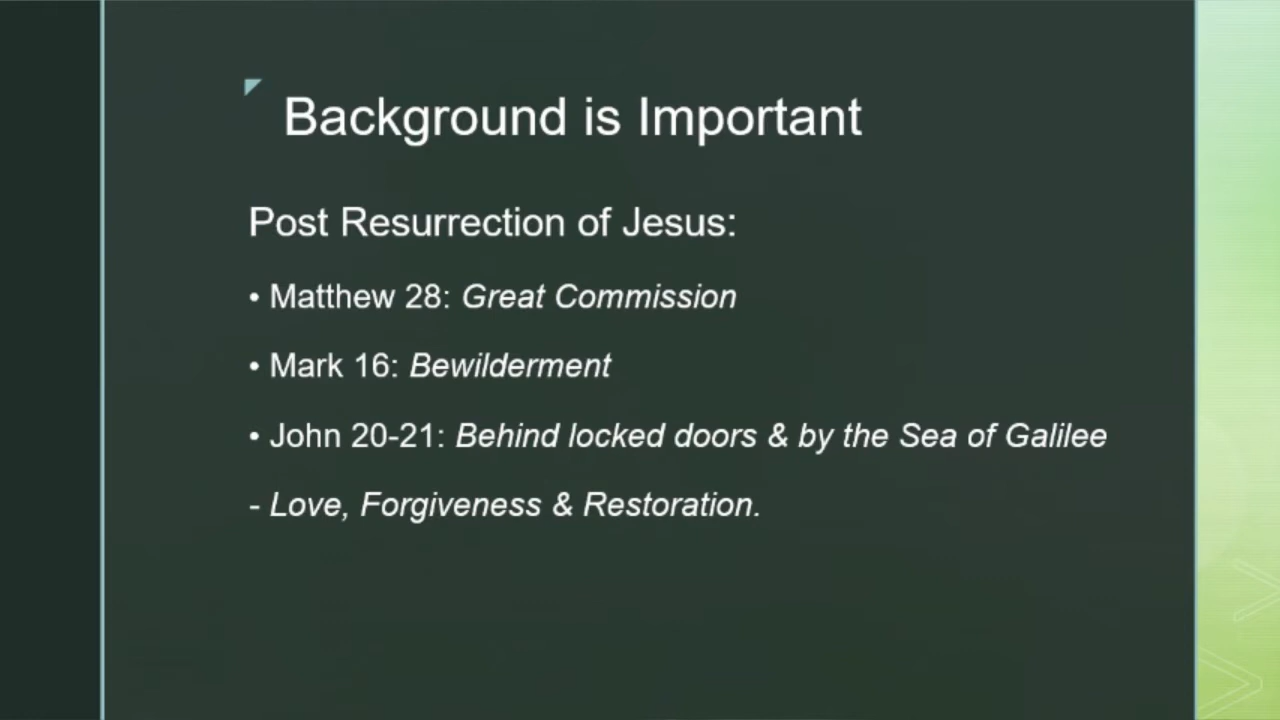 Background is Important
Post Resurrection of Jesus:
• Matthew 28: Great Commission
• Mark 16: Bewilderment
• John 20-21: Behind locked doors & by the Sea of Galilee
- Love, Forgiveness & Restoration.